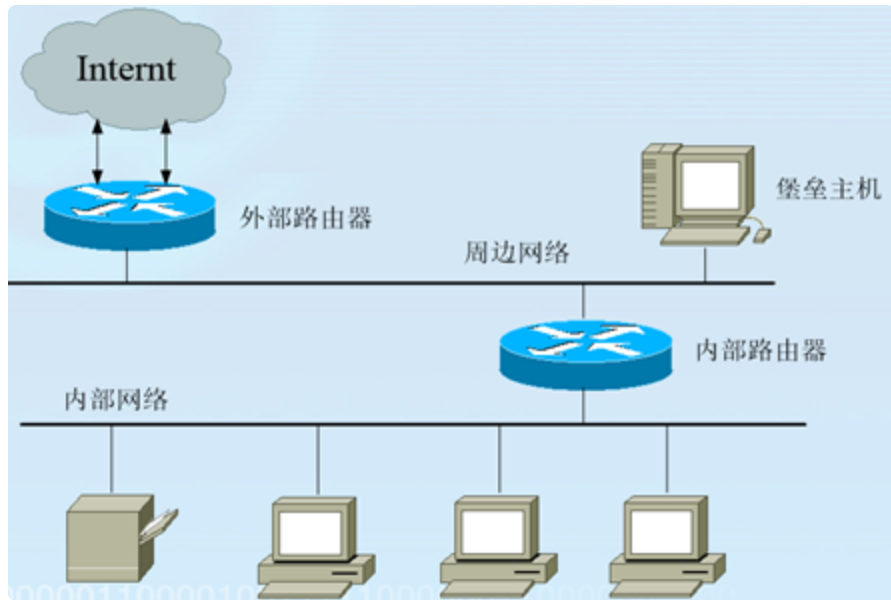 Internt
外部路由器
堡垒主机
周边网络
内部路由器
内部网络